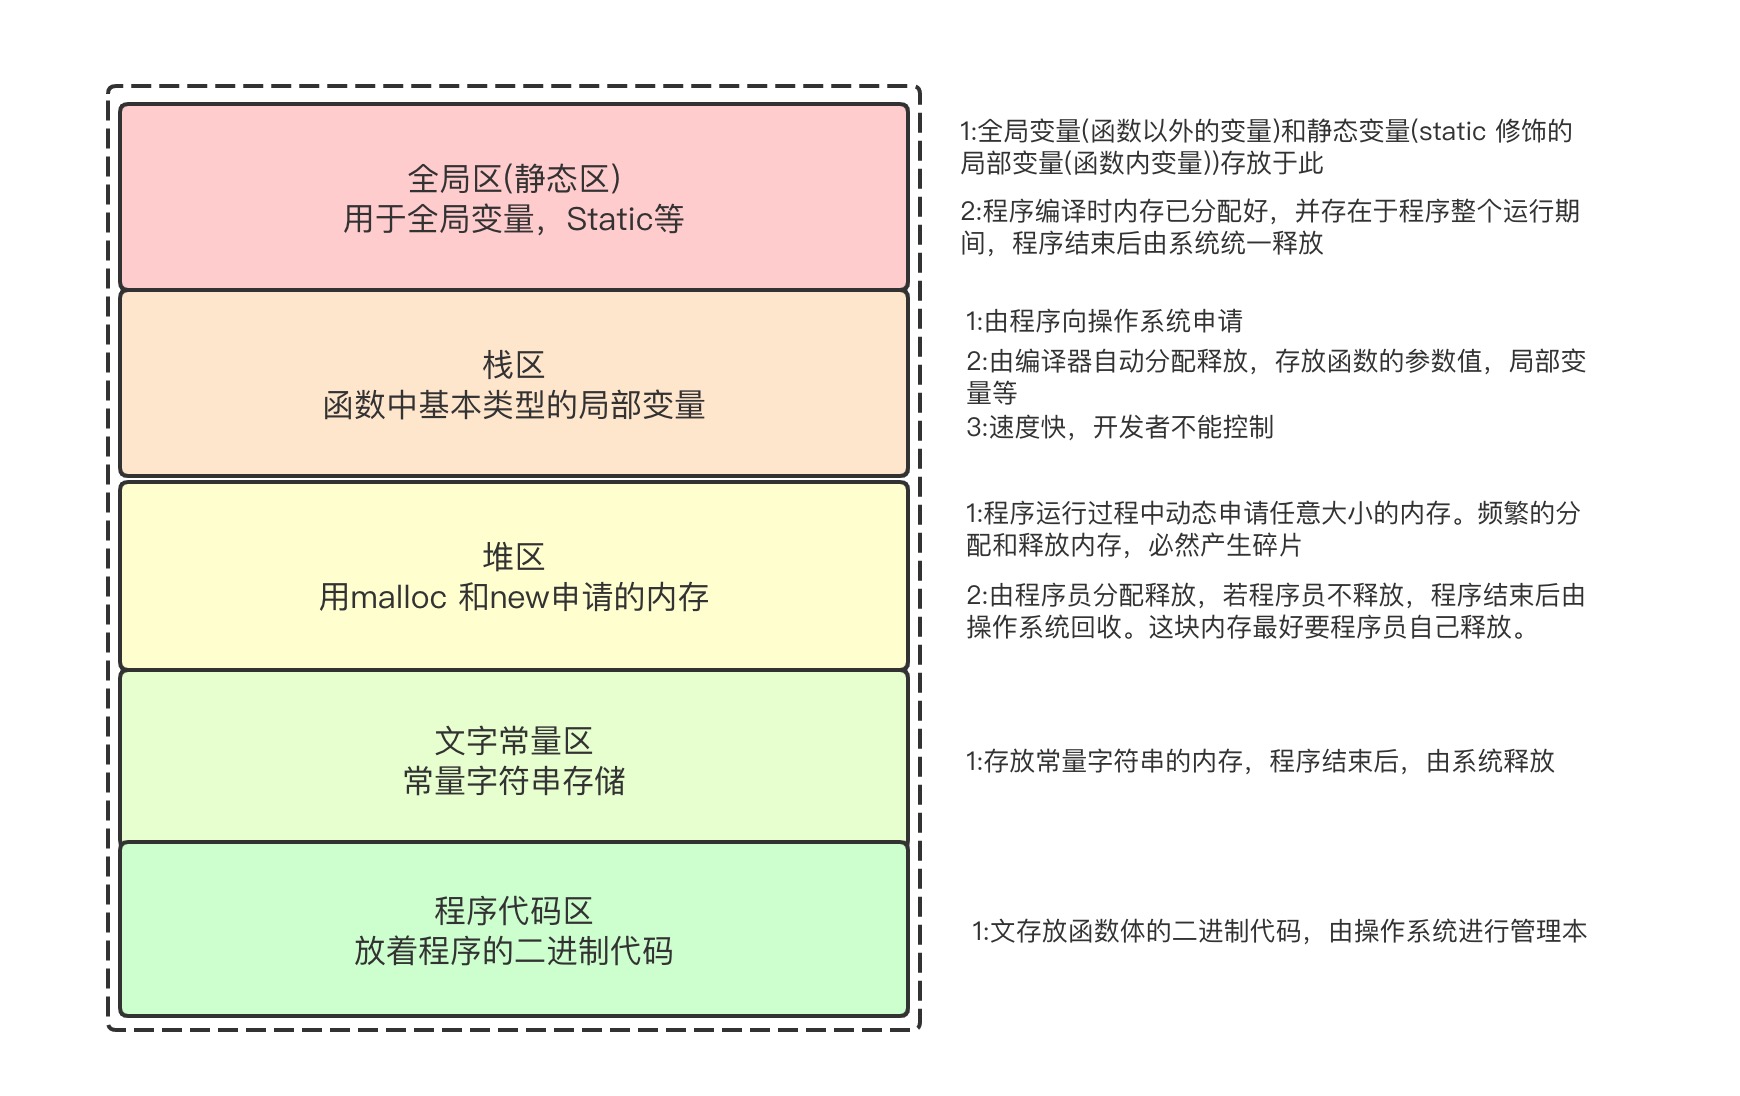 全局区(静态区)
用于全局变量，Static等
1:全局变量(函数以外的变量)和静态变量(static 修饰的
局部变量(函数内变量))存放于此
2:程序编译时内存已分配好，并存在于程序整个运行期
间，程序结束后由系统统一释放
栈区
函数中基本类型的局部变量
1:由程序向操作系统申请
2:由编译器自动分配释放，存放函数的参数值，局部变
量等
3:速度快，开发者不能控制
堆区
用malloc 和new申请的内存
1:程序运行过程中动态申请任意大小的内存。频繁的分
配和释放内存，必然产生碎片
2:由程序员分配释放，若程序员不释放，程序结束后由
操作系统回收。这块内存最好要程序员自己释放。
文字常量区
常量字符串存储
1:存放常量字符串的内存，程序结束后，由系统释放
程序代码区
放着程序的二进制代码
1:文存放函数体的二进制代码，由操作系统进行管理本